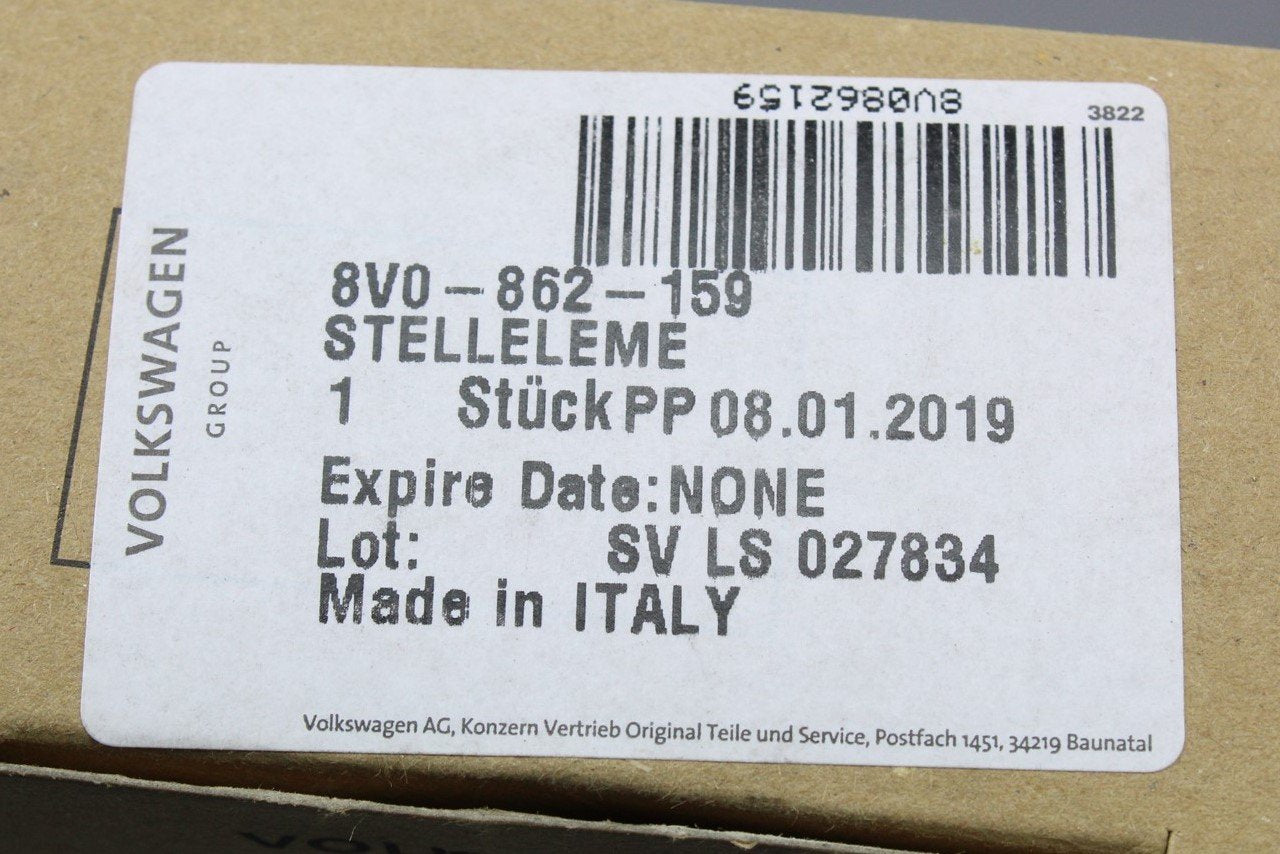 8V0862159
3822
VOLKSWAGEN
GROUP
8V0-862-159
STELLELEME
1 Stück PP 08.01.2019
Expire Date:NONE
Lot: SV LS 027834
Made in ITALY
Volkswagen AG, Konzern Vertrieb Original Teile und Service, Postfach 1451, 34219 Baunatal